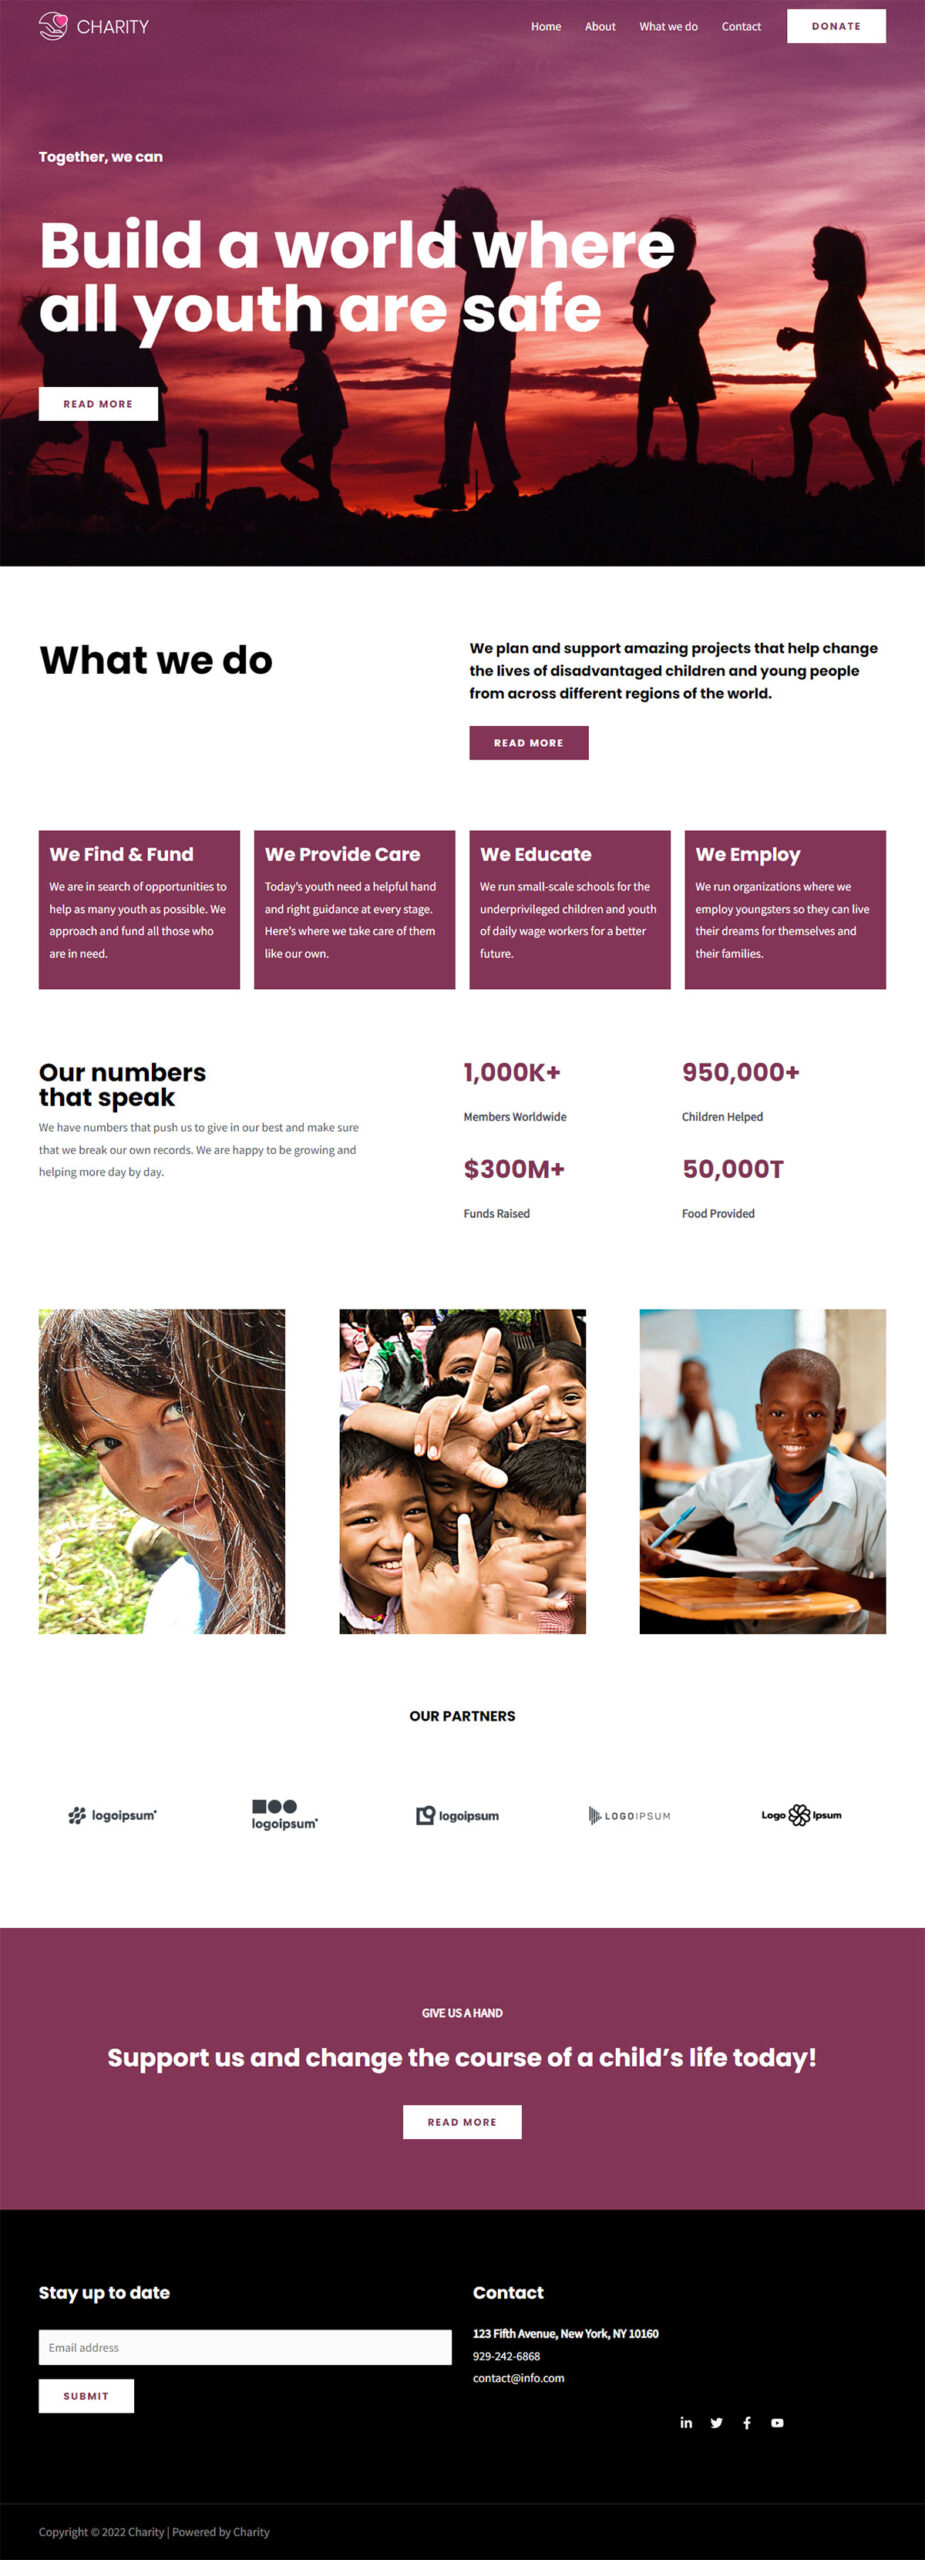 CHARITY
Home About What we do Contact DONATE
Together, we can
Build a world where
all youth are safe
READ MORE
What we do
We plan and support amazing projects that help change
the lives of disadvantaged children and young people
from across different regions of the world.
READ MORE
We Find & Fund
We are in search of opportunities to
help as many youth as possible. We
approach and fund all those who
are in need.
We Provide Care
Today's youth need a helpful hand
and right guidance at every stage.
Here's where we take care of them
like our own.
We Educate
We run small-scale schools for the
underprivileged children and youth
of daily wage workers for a better
future.
We Employ
We run organizations where we
employ youngsters so they can live
their dreams for themselves and
their families.
Our numbers
that speak
We have numbers that push us to give in our best and make sure
that we break our own records. We are happy to be growing and
helping more day by day.
1,000K+
Members Worldwide
950,000+
Children Helped
$300M+
Funds Raised
50,000T
Food Provided
OUR PARTNERS
logoipsum
logoipsum
logoipsum
LOGOIPSUM
Logo Ipsum
GIVE US A HAND
Support us and change the course of a child's life today!
READ MORE
Stay up to date
Email address
SUBMIT
Contact
123 Fifth Avenue, New York, NY 10160
929-242-6868
contact@info.com
Copyright © 2022 Charity | Powered by Charity